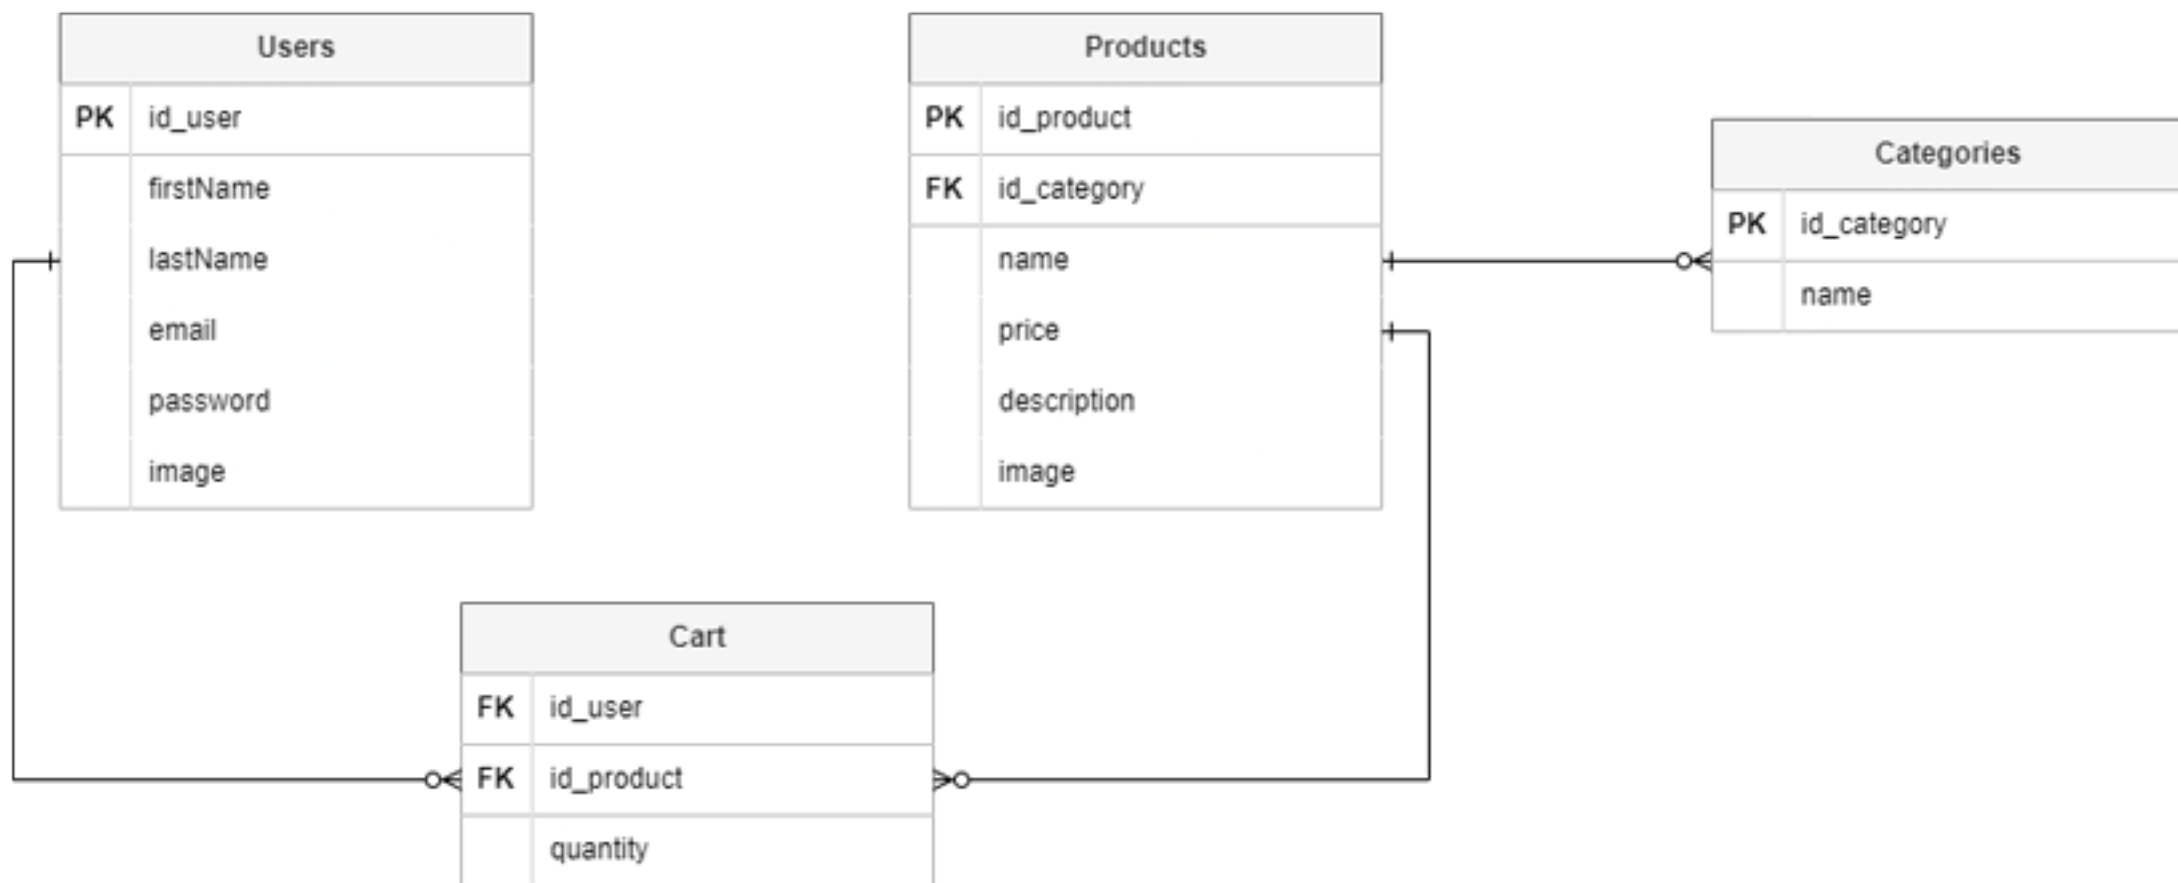 Users
PK id_user
firstName
lastName
email
password
image
Products
PK id_product
FK id_category
name
price
description
image
Categories
PK id_category
name
Cart
FK id_user
FK id_product
quantity